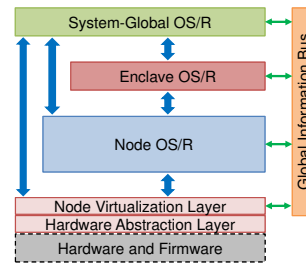 System-Global OS/R
Enclave OS/R
Node OS/R
Node Virtualization Layer
Hardware Abstraction Layer
Hardware and Firmware
Global Information Bus